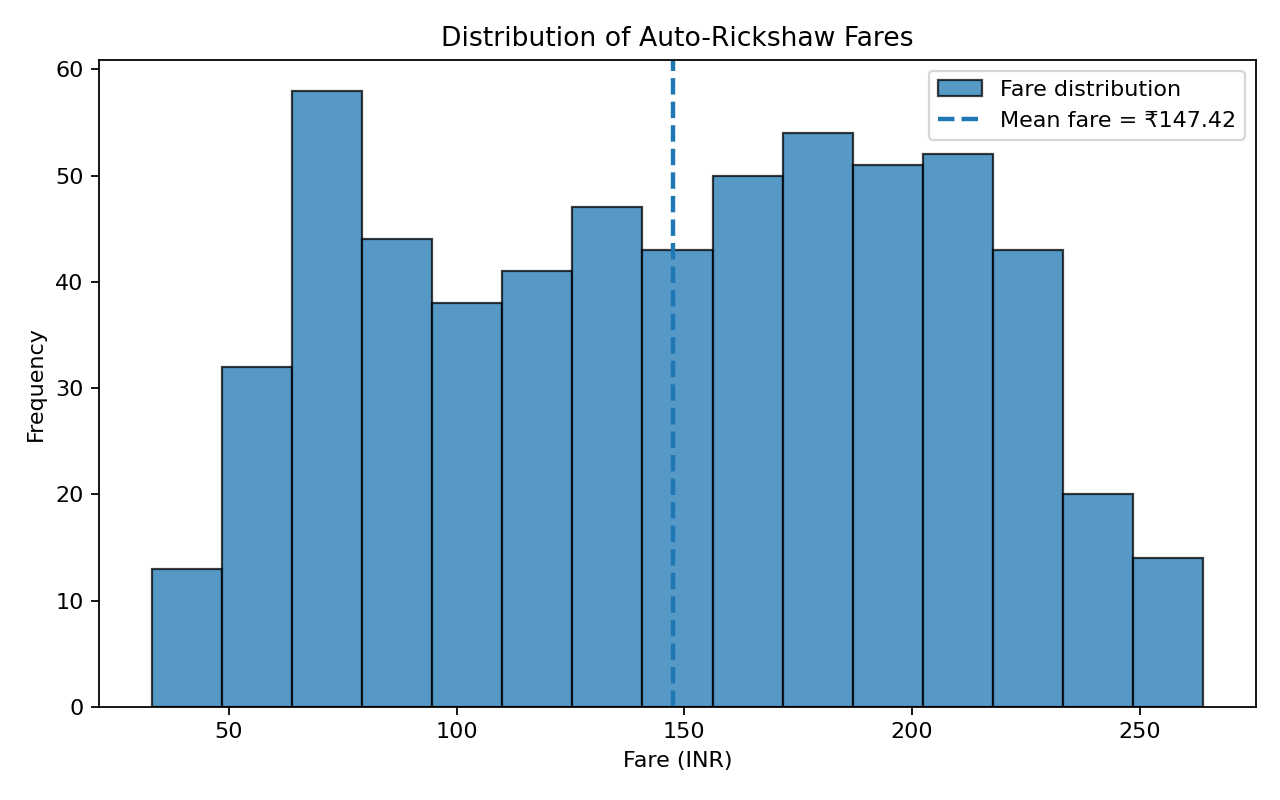 Distribution of Auto-Rickshaw Fares
Fare distribution
Mean fare = ₹147.42
60
50
40
30
20
10
0
Frequency
50 100 150 200 250
Fare (INR)